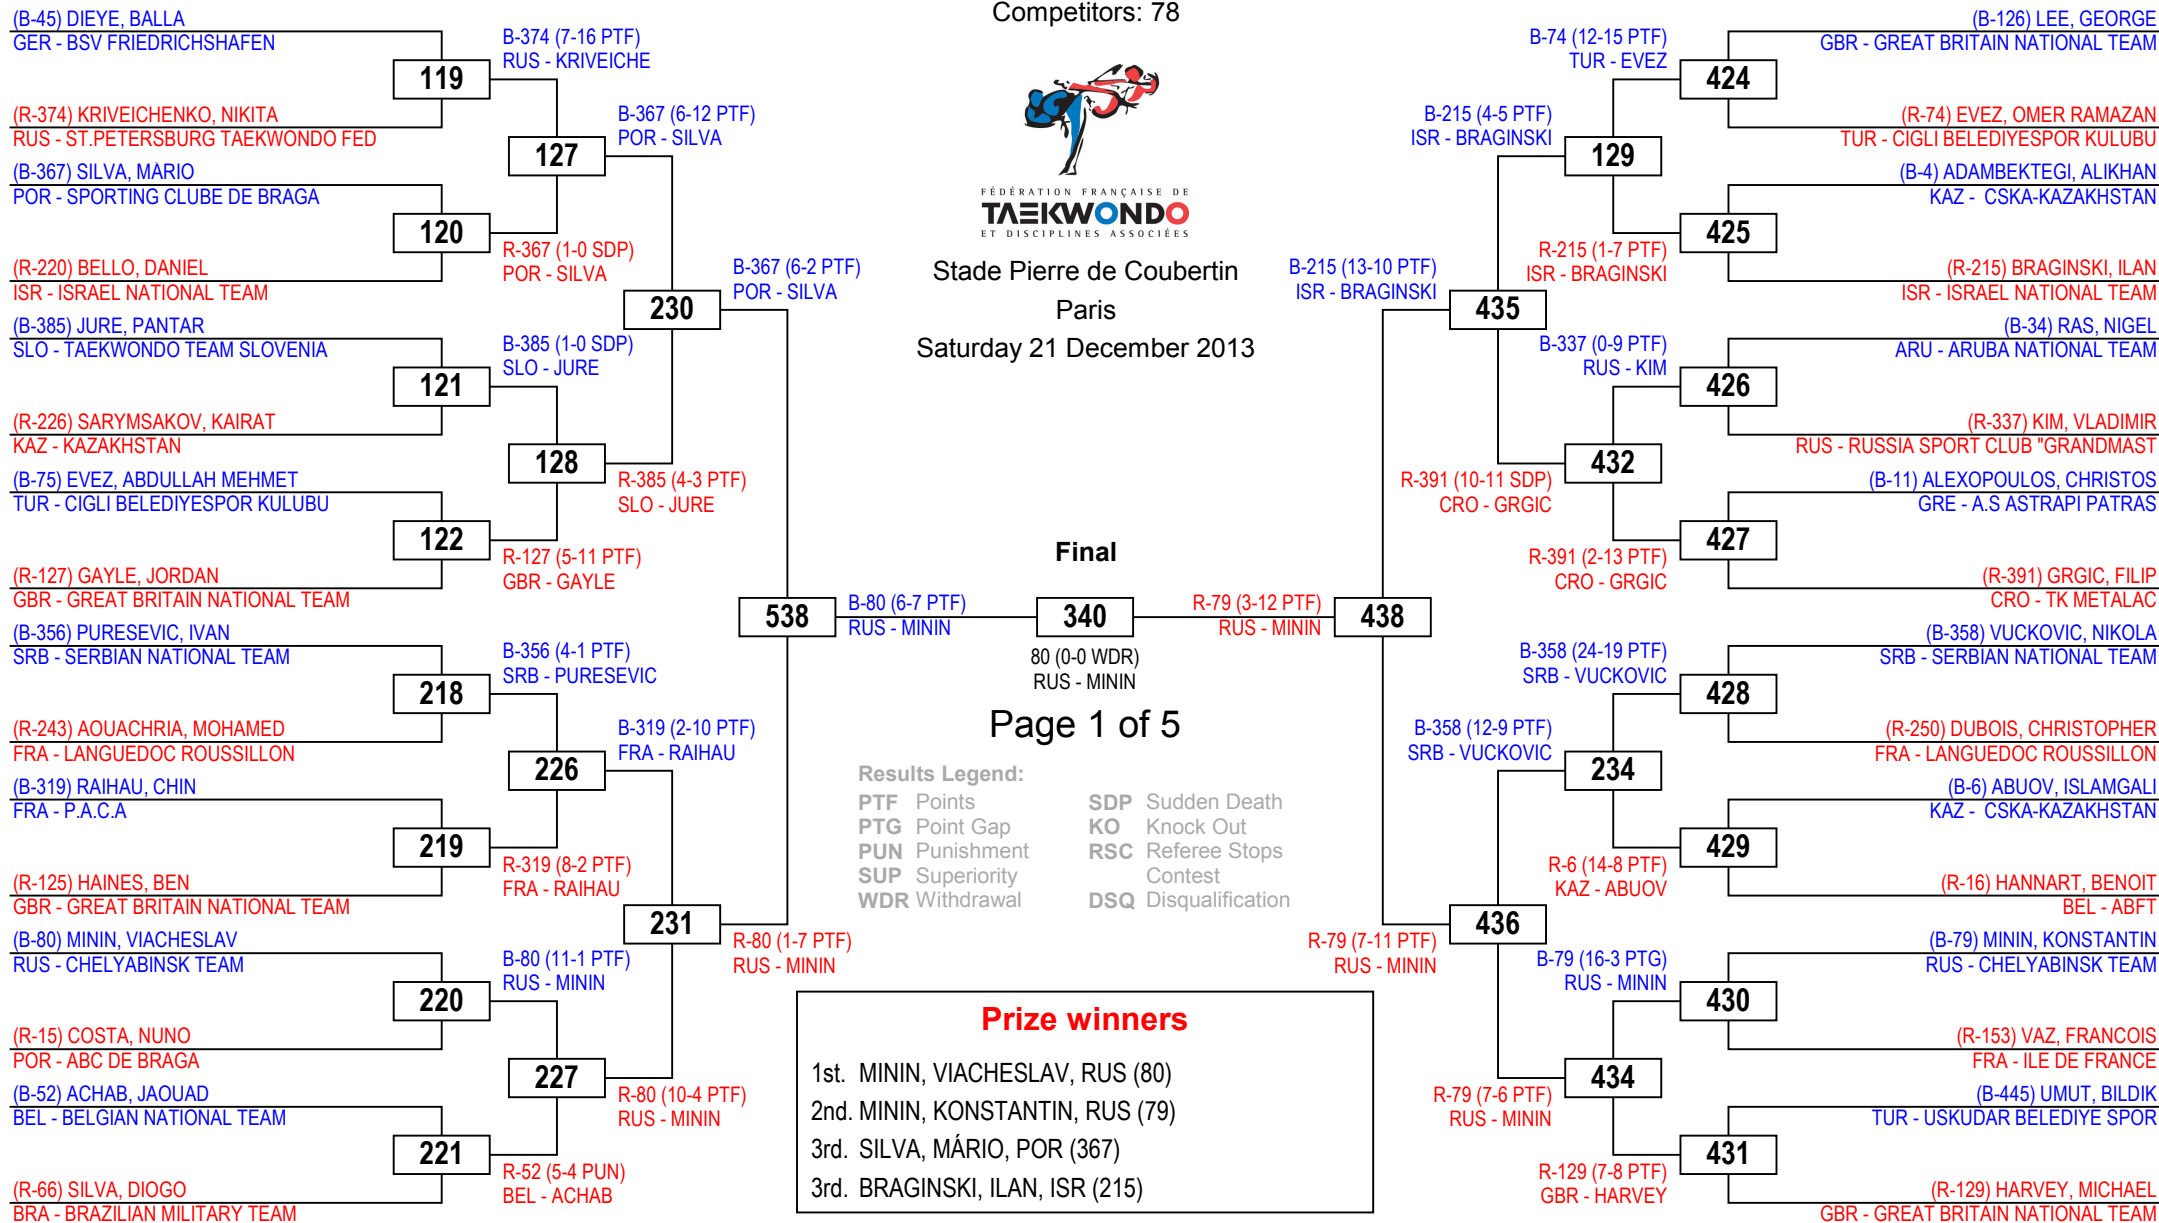 Competitors: 78
FÉDÉRATION FRANÇAISE DE
TAEKWONDO
ET DISCIPLINES ASSOCIÉES
Stade Pierre de Coubertin
Paris
Saturday 21 December 2013
(B-45) DIEYE, BALLA
GER - BSV FRIEDRICHSHAFEN
119
(R-374) KRIVEICHENKO, NIKITA
RUS - ST.PETERSBURG TAEKWONDO FED
(B-367) SILVA, MÁRIO
POR - SPORTING CLUBE DE BRAGA
120
(R-220) BELLO, DANIEL
ISR - ISRAEL NATIONAL TEAM
(B-385) JURE, PANTAR
SLO - TAEKWONDO TEAM SLOVENIA
121
(R-226) SARYMSAKOV, KAIRAT
KAZ - KAZAKHSTAN
(B-75) EVEZ, ABDULLAH MEHMET
TUR - CIGLI BELEDIYESPOR KULUBU
122
(R-127) GAYLE, JORDAN
GBR - GREAT BRITAIN NATIONAL TEAM
(B-356) PURESEVIC, IVAN
SRB - SERBIAN NATIONAL TEAM
218
(R-243) AOUACHRIA, MOHAMED
FRA - LANGUEDOC ROUSSILLON
(B-319) RAIHAU, CHIN
FRA - P.A.C.A
219
(R-125) HAINES, BEN
GBR - GREAT BRITAIN NATIONAL TEAM
(B-80) MININ, VIACHESLAV
RUS - CHELYABINSK TEAM
220
(R-15) COSTA, NUNO
POR - ABC DE BRAGA
(B-52) ACHAB, JAOUAD
BEL - BELGIAN NATIONAL TEAM
221
(R-66) SILVA, DIOGO
BRA - BRAZILIAN MILITARY TEAM
B-374 (7-16 PTF)
RUS - KRIVEICHE
127
R-367 (1-0 SDP)
POR - SILVA
B-385 (1-0 SDP)
SLO - JURE
128
R-127 (5-11 PTF)
GBR - GAYLE
B-356 (4-1 PTF)
SRB - PURESEVIC
226
R-319 (8-2 PTF)
FRA - RAIHAU
B-80 (11-1 PTF)
RUS - MININ
227
R-52 (5-4 PUN)
BEL - ACHAB
B-367 (6-12 PTF)
POR - SILVA
230
R-385 (4-3 PTF)
SLO - JURE
B-319 (2-10 PTF)
FRA - RAIHAU
231
R-80 (10-4 PTF)
RUS - MININ
B-367 (6-2 PTF)
POR - SILVA
538
R-80 (1-7 PTF)
RUS - MININ
B-80 (6-7 PTF)
RUS - MININ
Final
340
80 (0-0 WDR)
RUS - MININ
R-79 (3-12 PTF)
RUS - MININ
Page 1 of 5
Results Legend:
PTF Points
PTG Point Gap
PUN Punishment
SUP Superiority
WDR Withdrawal
SDP Sudden Death
KO Knock Out
RSC Referee Stops
Contest
DSQ Disqualification
Prize winners
1st. MININ, VIACHESLAV, RUS (80)
2nd. MININ, KONSTANTIN, RUS (79)
3rd. SILVA, MÁRIO, POR (367)
3rd. BRAGINSKI, ILAN, ISR (215)
B-215 (13-10 PTF)
ISR - BRAGINSKI
438
R-79 (7-11 PTF)
RUS - MININ
B-215 (4-5 PTF)
ISR - BRAGINSKI
435
R-391 (10-11 SDP)
CRO - GRGIC
B-358 (12-9 PTF)
SRB - VUCKOVIC
436
R-79 (7-6 PTF)
RUS - MININ
B-74 (12-15 PTF)
TUR - EVEZ
129
R-215 (1-7 PTF)
ISR - BRAGINSKI
B-337 (0-9 PTF)
RUS - KIM
432
R-391 (2-13 PTF)
CRO - GRGIC
B-358 (24-19 PTF)
SRB - VUCKOVIC
234
R-6 (14-8 PTF)
KAZ - ABUOV
B-79 (16-3 PTG)
RUS - MININ
434
R-129 (7-8 PTF)
GBR - HARVEY
(B-126) LEE, GEORGE
GBR - GREAT BRITAIN NATIONAL TEAM
424
(R-74) EVEZ, OMER RAMAZAN
TUR - CIGLI BELEDIYESPOR KULUBU
(B-4) ADAMBEKTEGI, ALIKHAN
KAZ - CSKA-KAZAKHSTAN
425
(R-215) BRAGINSKI, ILAN
ISR - ISRAEL NATIONAL TEAM
(B-34) RAS, NIGEL
ARU - ARUBA NATIONAL TEAM
426
(R-337) KIM, VLADIMIR
RUS - RUSSIA SPORT CLUB "GRANDMAST
(B-11) ALEXOPOULOS, CHRISTOS
GRE - A.S ASTRAPI PATRAS
427
(R-391) GRGIC, FILIP
CRO - TK METALAC
(B-358) VUCKOVIC, NIKOLA
SRB - SERBIAN NATIONAL TEAM
428
(R-250) DUBOIS, CHRISTOPHER
FRA - LANGUEDOC ROUSSILLON
(B-6) ABUOV, ISLAMGALI
KAZ - CSKA-KAZAKHSTAN
429
(R-16) HANNART, BENOIT
BEL - ABFT
(B-79) MININ, KONSTANTIN
RUS - CHELYABINSK TEAM
430
(R-153) VAZ, FRANCOIS
FRA - ILE DE FRANCE
(B-445) UMUT, BILDIK
TUR - USKUDAR BELEDIYE SPOR
431
(R-129) HARVEY, MICHAEL
GBR - GREAT BRITAIN NATIONAL TEAM